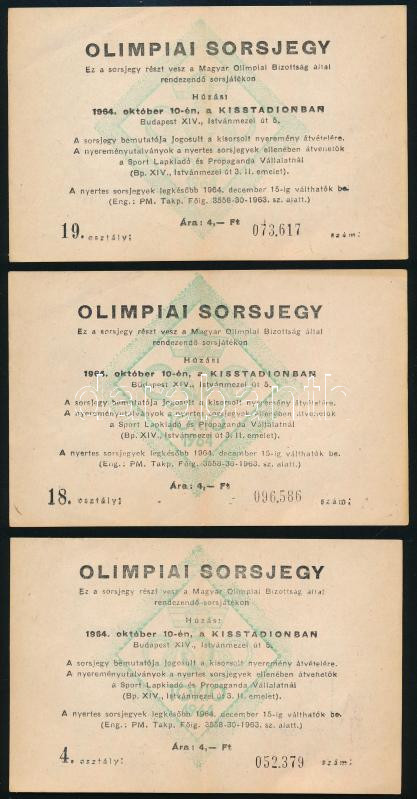 OLIMPIAI SORSJEGY
Ez a sorsjegy részt vesz a Magyar Olimpiai Bizottság által
rendezendő sorsjátékon
Húzás:
1964. október 10-én, a KISSTADIONBAN
Budapest XIV., Istvánmezei út 5.
A sorsjegy bemutatója jogosult a kisorsolt nyeremény átvételére.
A nyereményutalványok a nyertes sorsjegyek ellenében átvehetők
a Sport Lapkiadó és Propaganda Vállalatnál
(Bp. XIV., Istvánmezei út 3. II. emelet).
A nyertes sorsjegyek legkésőbb 1964. december 15-ig válthatók be.
(Eng.: PM. Takp. Főig. 3558-30-1963. sz. alatt.)
Ára: 4,— Ft
19. osztály; 073.617 szám:
OLIMPIAI SORSJEGY
Ez a sorsjegy részt vesz a Magyar Olimpiai Bizottság által
rendezendő sorsjátékon
Húzás:
1964. október 10-én, a KISSTADIONBAN
Budapest XIV., Istvánmezei út 5.
A sorsjegy bemutatója jogosult a kisorsolt nyeremény átvételére.
A nyereményutalványok a nyertes sorsjegyek ellenében átvehetők
a Sport Lapkiadó és Propaganda Vállalatnál
(Bp. XIV., Istvánmezei út 3. II. emelet).
A nyertes sorsjegyek legkésőbb 1964. december 15-ig válthatók be.
(Eng.: PM. Takp. Főig. 3558-30-1963. sz. alatt.)
Ára: 4,— Ft
18. osztály; 096.586 szám:
OLIMPIAI SORSJEGY
Ez a sorsjegy részt vesz a Magyar Olimpiai Bizottság által
rendezendő sorsjátékon
Húzás:
1964. október 10-én, a KISSTADIONBAN
Budapest XIV., Istvánmezei út 5.
A sorsjegy bemutatója jogosult a kisorsolt nyeremény átvételére.
A nyereményutalványok a nyertes sorsjegyek ellenében átvehetők
a Sport Lapkiadó és Propaganda Vállalatnál
(Bp. XIV., Istvánmezei út 3. II. emelet).
A nyertes sorsjegyek legkésőbb 1964. december 15-ig válthatók be.
(Eng.: PM. Takp. Főig. 3558-30-1963. sz. alatt.)
Ára: 4,— Ft
4. osztály; 052.379 szám: